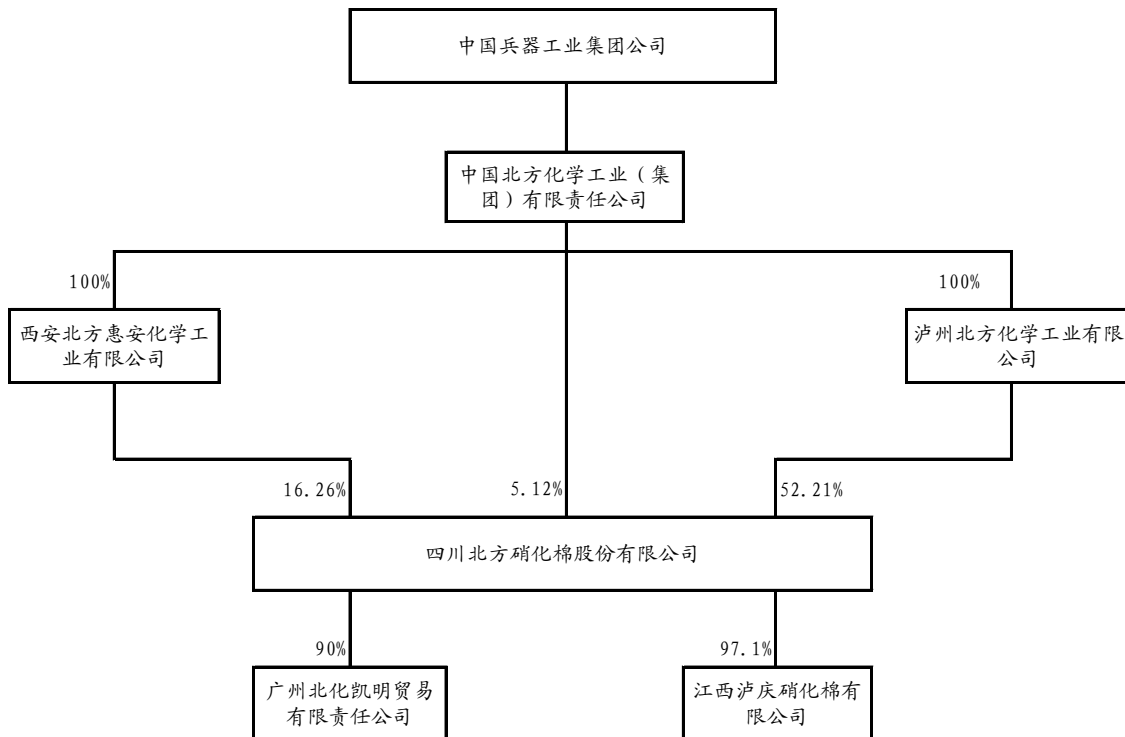 中国兵器工业集团公司
中国北方化学工业（集
团）有限责任公司
100%
100%
西安北方惠安化学工
业有限公司
泸州北方化学工业有限
公司
16.26%
5.12%
52.21%
四川北方硝化棉股份有限公司
90%
97.1%
广州北化凯明贸易
有限责任公司
江西泸庆硝化棉有
限公司